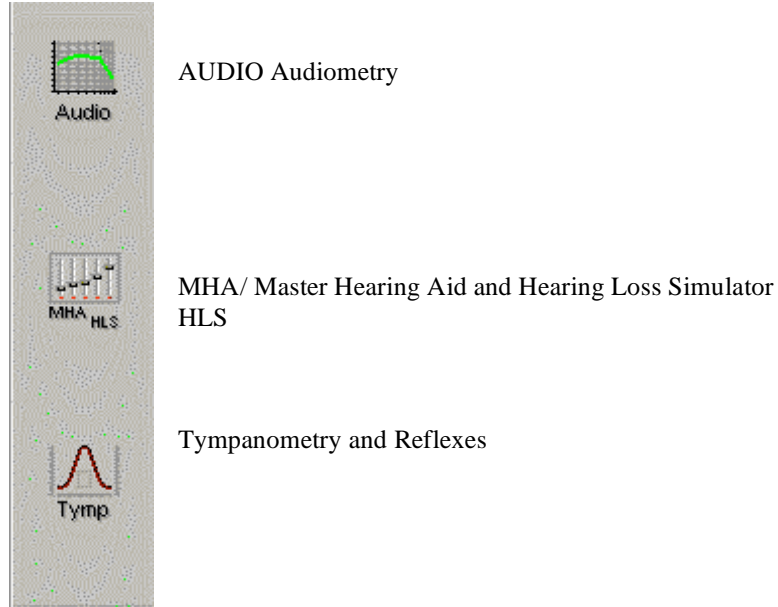 Audio
AUDIO Audiometry
MHA HLS
MHA/ Master Hearing Aid and Hearing Loss Simulator
HLS
Tymp
Tympanometry and Reflexes